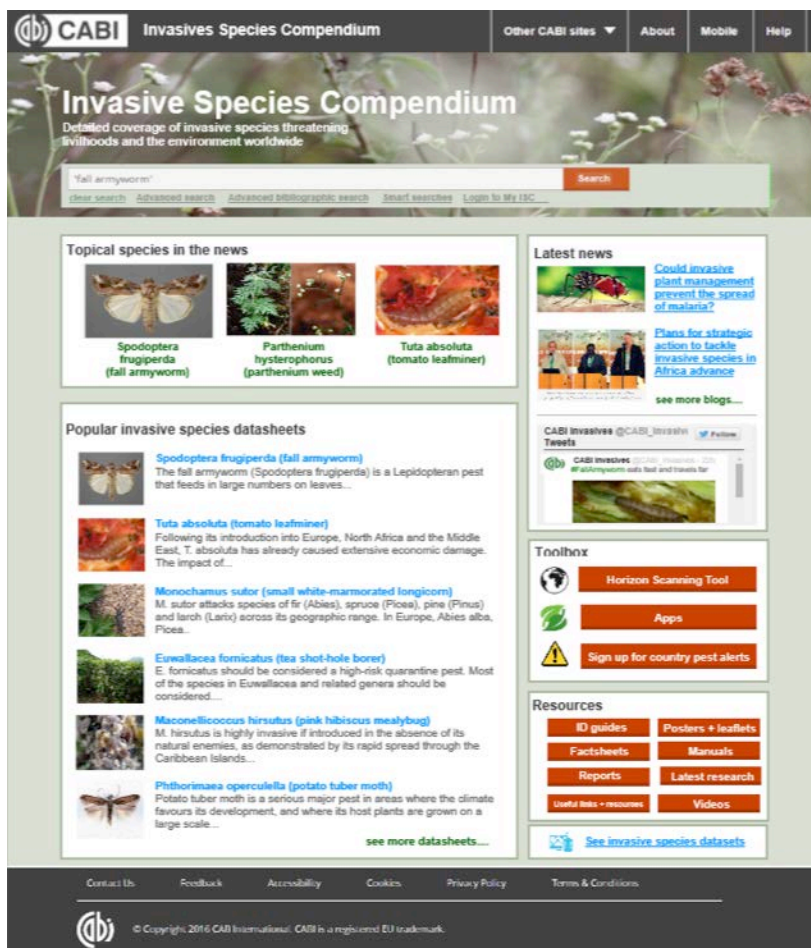 CABI
Invasives Species Compendium
Other CABI sites ▼
About
Mobile
Help
Invasive Species Compendium
Detailed coverage of invasive species threatening
livilhoods and the environment worldwide
"fall armyworm"
Search
clear search
Advanced search
Advanced bibliographic search
Smart searches
Login to My ISC
Topical species in the news
Spodoptera
frugiperda
(fall armyworm)
Parthenium
hysterophorus
(parthenium weed)
Tuta absoluta
(tomato leafminer)
Popular invasive species datasheets
Spodoptera frugiperda (fall armyworm)
The fall armyworm (Spodoptera frugiperda) is a Lepidopteran pest
that feeds in large numbers on leaves...
Tuta absoluta (tomato leafminer)
Following its introduction into Europe, North Africa and the Middle
East, T. absoluta has already caused extensive economic damage.
The impact of...
Monochamus sutor (small white-marmorated longicorn)
M. sutor attacks species of fir (Abies), spruce (Picea), pine (Pinus)
and larch (Larix) across its geographic range. In Europe, Abies alba,
Picea..
Euwallacea fornicatus (tea shot-hole borer)
E. fornicatus should be considered a high-risk quarantine pest. Most
of the species in Euwallacea and related genera should be
considered....
Maconellicoccus hirsutus (pink hibiscus mealybug)
M. hirsutus is highly invasive if introduced in the absence of its
natural enemies, as demonstrated by its rapid spread through the
Caribbean Islands...
Phthorimaea operculella (potato tuber moth)
Potato tuber moth is a serious major pest in areas where the climate
favours its development, and where its host plants are grown on a
large scale...
see more datasheets....
Latest news
Could invasive
plant management
prevent the spread
of malaria?
Plans for strategic
action to tackle
invasive species in
Africa advance
see more blogs....
CABI Invasives
Follow
Tweets
CABI Invasives
#FallArmyworm eats fast and travels far
Toolbox
Horizon Scanning Tool
Apps
Sign up for country pest alerts
Resources
ID guides
Posters + leaflets
Factsheets
Manuals
Reports
Latest research
Useful links + resources
Videos
See invasive species datasets
Contact Us
Feedback
Accessibility
Cookies
Privacy Policy
Terms & Conditions
© Copyright 2016 CAB International. CABI is a registered EU trademark.